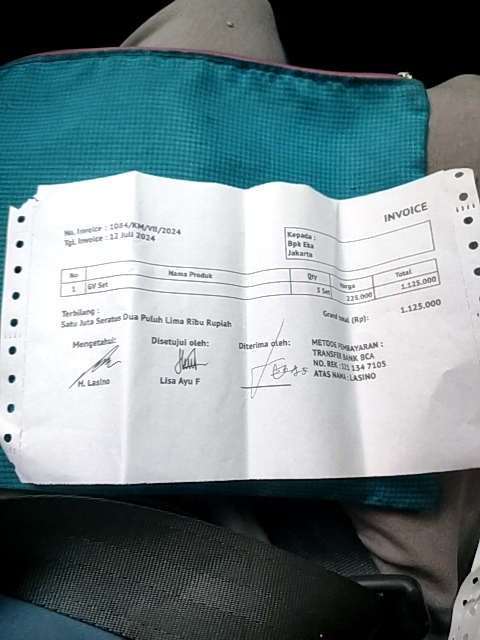 INVOICE
No. Invoice : 1084/KM/VII/2024
Tgl. Invoice : 12 Juli 2024
Kepada :
Bpk Eka
Jakarta
No Nama Produk Qty Harga Total
1 GV Set 5 Set 225.000 1.125.000
Grand total (Rp): 1.125.000
Terbilang :
Satu Juta Seratus Dua Puluh Lima Ribu Rupiah
Mengetahui: Disetujui oleh: Diterima oleh:
H. Lasino Lisa Ayu F
METODE PEMBAYARAN :
TRANSFER BANK BCA
NO. REK : 521 134 7105
ATAS NAMA : LASINO